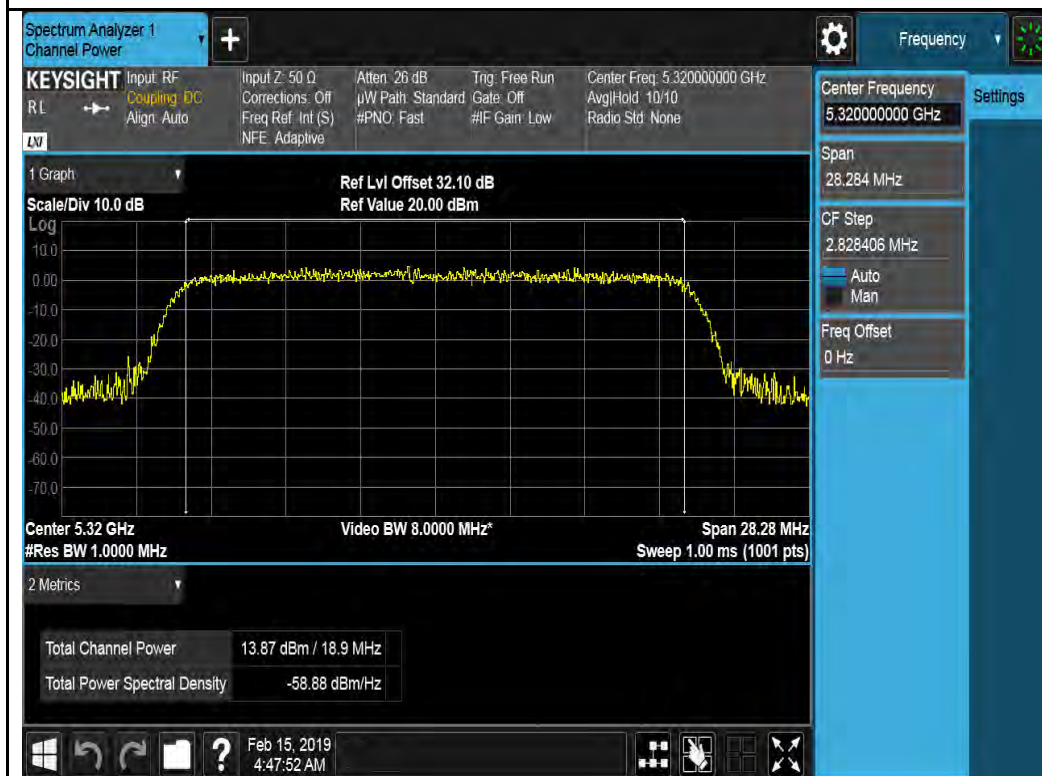 Spectrum Analyzer 1
Channel Power
+
Frequency
KEYSIGHT
R L
LXI
Input: RF
Coupling: DC
Align: Auto
Input Z: 50 Ω
Corrections: Off
Freq Ref: Int (S)
NFE: Adaptive
Atten: 26 dB
µW Path: Standard
#PNO: Fast
Trig: Free Run
Gate: Off
#IF Gain: Low
Center Freq: 5.320000000 GHz
Avg|Hold: 10/10
Radio Std: None
1 Graph
Scale/Div 10.0 dB
Ref Lvl Offset 32.10 dB
Ref Value 20.00 dBm
Log
10.0
0.00
-10.0
-20.0
-30.0
-40.0
-50.0
-60.0
-70.0
Center 5.32 GHz
#Res BW 1.0000 MHz
Video BW 8.0000 MHz*
Span 28.28 MHz
Sweep 1.00 ms (1001 pts)
2 Metrics
Total Channel Power 13.87 dBm / 18.9 MHz
Total Power Spectral Density -58.88 dBm/Hz
Center Frequency
5.320000000 GHz
Settings
Span
28.284 MHz
CF Step
2.828406 MHz
Auto
Man
Freq Offset
0 Hz
?
Feb 15, 2019
4:47:52 AM